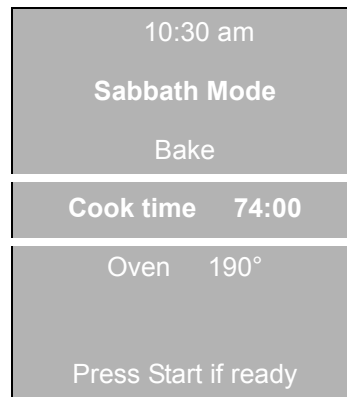 10:30 am
Sabbath Mode
Bake
Cook time 74:00
Oven 190°
Press Start if ready